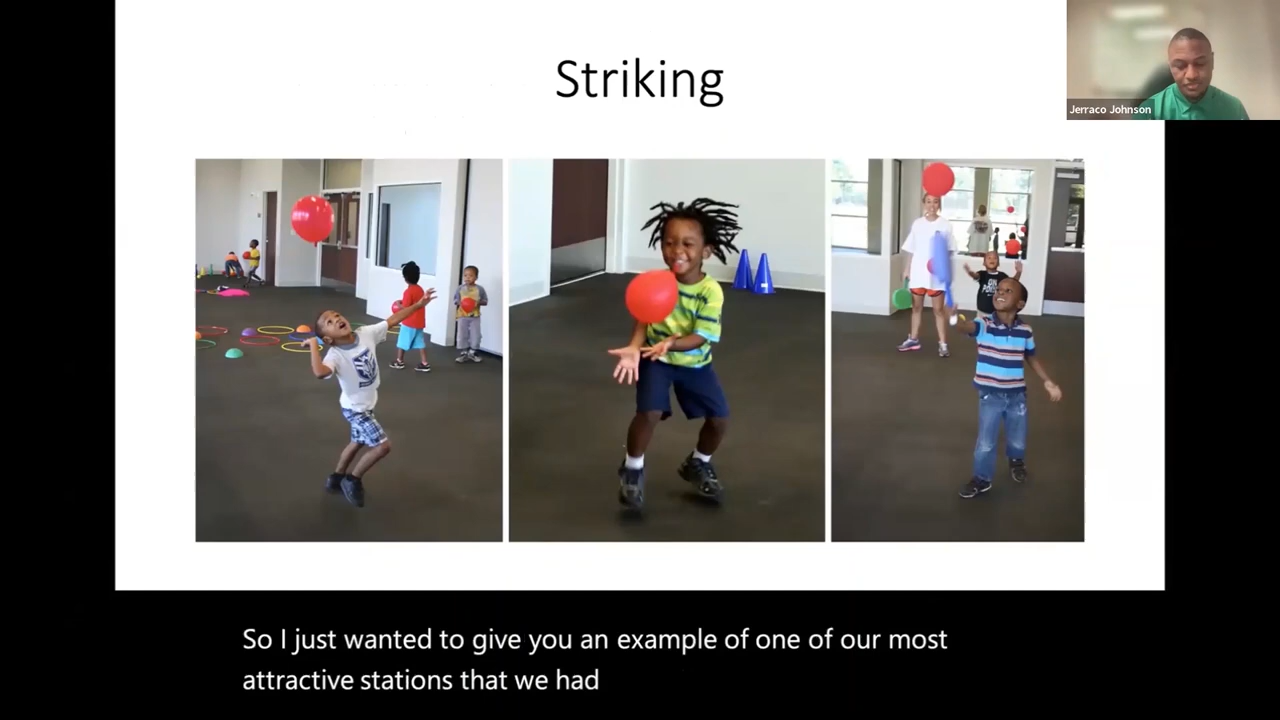 Striking
Jerraco Johnson
So I just wanted to give you an example of one of our most
attractive stations that we had